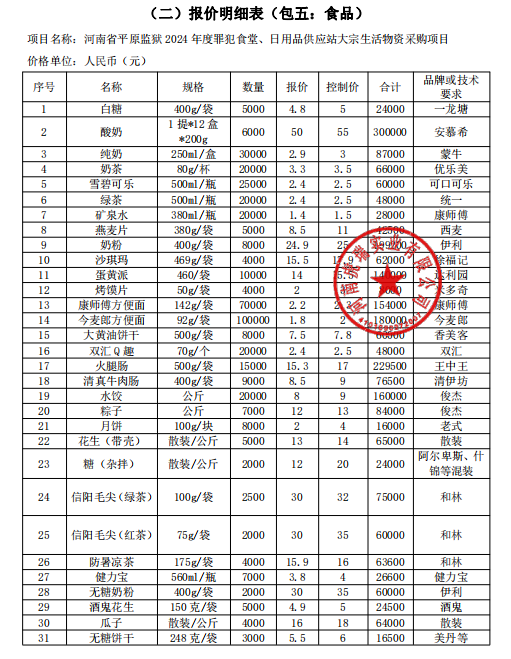 （二）报价明细表（包五：食品）
项目名称：河南省平原监狱 2024 年度罪犯食堂、日用品供应站大宗生活物资采购项目
价格单位：人民币（元）
序号 名称 规格 数量 报价 控制价 合计 品牌或技术要求
1 白糖 400g/袋 5000 4.8 5 24000 一龙塘
2 酸奶 1 提*12 盒*200g 6000 50 55 300000 安慕希
3 纯奶 250ml/盒 30000 2.9 3 87000 蒙牛
4 奶茶 80g/杯 20000 3.3 3.5 66000 优乐美
5 雪碧可乐 500ml/瓶 25000 2.4 2.5 60000 可口可乐
6 绿茶 500ml/瓶 20000 2.4 2.5 48000 统一
7 矿泉水 380ml/瓶 20000 1.4 1.5 28000 康师傅
8 燕麦片 380g/袋 5000 8.5 11 42500 西麦
9 奶粉 400g/袋 8000 24.9 25 199200 伊利
10 沙琪玛 469g/袋 4000 15.5 17.9 62000 徐福记
11 蛋黄派 460/袋 10000 14 达利园
12 烤馍片 50g/袋 4000 2 米多奇
13 康师傅方便面 142g/袋 70000 2.2 154000 康师傅
14 今麦郎方便面 92g/袋 100000 1.8 2 180000 今麦郎
15 大黄油饼干 500g/袋 8000 7.5 7.8 60000 香美客
16 双汇 Q 趣 70g/个 20000 2.4 2.5 48000 双汇
17 火腿肠 500g/袋 15000 15.3 17 229500 王中王
18 清真牛肉肠 400g/袋 9000 8.5 9 76500 清伊坊
19 水饺 公斤 20000 8 9 160000 俊杰
20 粽子 公斤 7000 12 13 84000 俊杰
21 月饼 100g/块 8000 2 4 16000 老式
22 花生（带壳） 散装/公斤 5000 13 14 65000 散装
23 糖（杂拌） 散装/公斤 2000 12 20 24000 阿尔卑斯、什锦等混装
24 信阳毛尖（绿茶） 100g/袋 2500 30 32 75000 和林
25 信阳毛尖（红茶） 75g/袋 2000 30 35 60000 和林
26 防暑凉茶 175g/袋 4000 15.9 16 63600 和林
27 健力宝 560ml/瓶 7000 3.8 4 26600 健力宝
28 无糖奶粉 400g/袋 2000 30 35 60000 伊利
29 酒鬼花生 150 克/袋 5000 4.9 5 24500 酒鬼
30 瓜子 散装/公斤 4000 16 18 64000 散装
31 无糖饼干 248 克/袋 3000 5.5 6 16500 美丹等